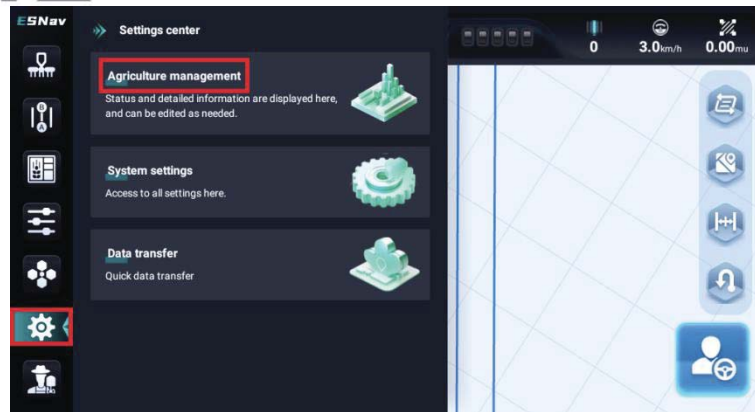 ESNav
Settings center
Agriculture management
Status and detailed information are displayed here,
and can be edited as needed.
System settings
Access to all settings here.
Data transfer
Quick data transfer
0
3.0km/h
0.00mu